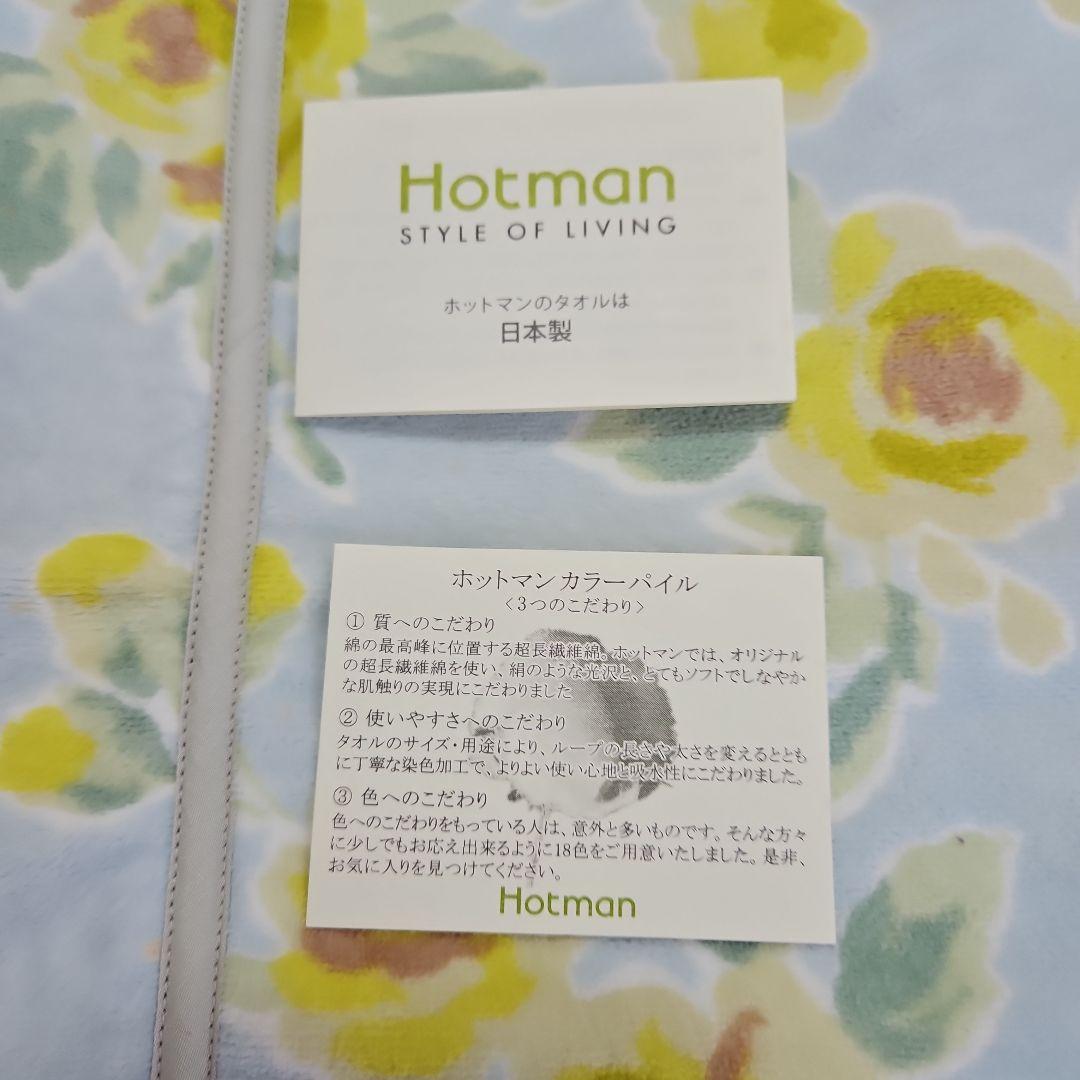 Hotman
STYLE OF LIVING
ホットマンのタオルは
日本製
ホットマンカラーパイル
〈3つのこだわり〉
① 質へのこだわり
綿の最高峰に位置する超長繊維綿。ホットマンでは、オリジナル
の超長繊維綿を使い、絹のような光沢と、とてもソフトでしなやか
な肌触りの実現にこだわりました
② 使いやすさへのこだわり
タオルのサイズ・用途により、ループの長さや太さを変えるととも
に丁寧な染色加工で、よりよい使い心地と吸水性にこだわりました。
③ 色へのこだわり
色へのこだわりをもっている人は、意外と多いものです。そんな方々
に少しでもお応え出来るように18色をご用意いたしました。是非、
お気に入りを見つけてください。
Hotman